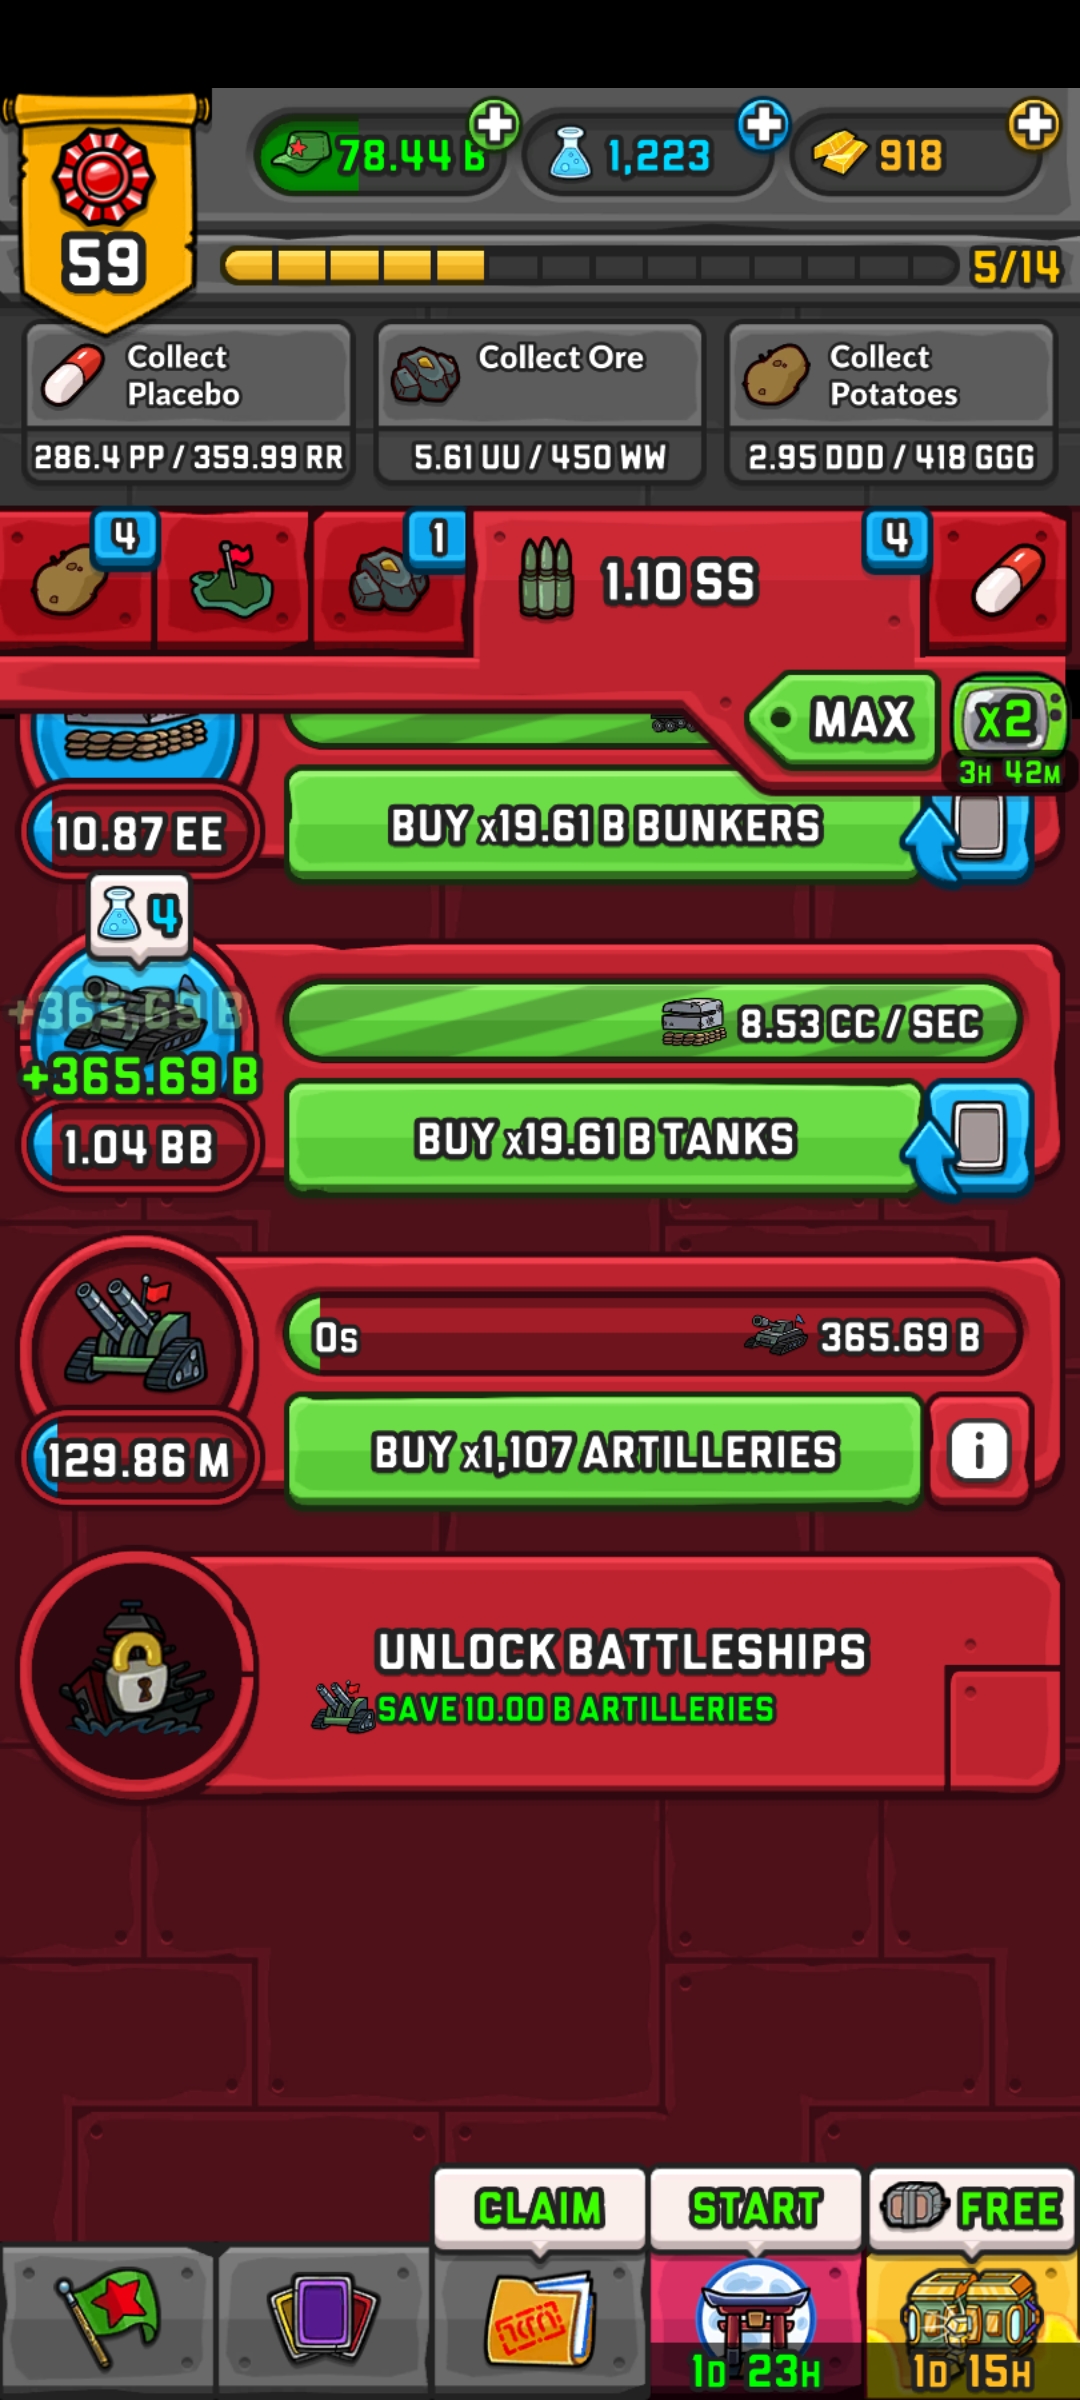 59
78.44 B
1,223
918
5/14
Collect
Placebo
286.4 PP / 359.99 RR
Collect Ore
5.61 UU / 450 WW
Collect
Potatoes
2.95 DDD / 418 GGG
4
1
1.10 SS
4
MAX
x2
3H 42M
10.87 EE
BUY x19.61 B BUNKERS
4
+365.69 B
+365.69 B
8.53 CC / SEC
1.04 BB
BUY x19.61 B TANKS
0s
365.69 B
129.86 M
BUY x1,107 ARTILLERIES
i
UNLOCK BATTLESHIPS
SAVE 10.00 B ARTILLERIES
CLAIM
START
FREE
1D 23H
1D 15H